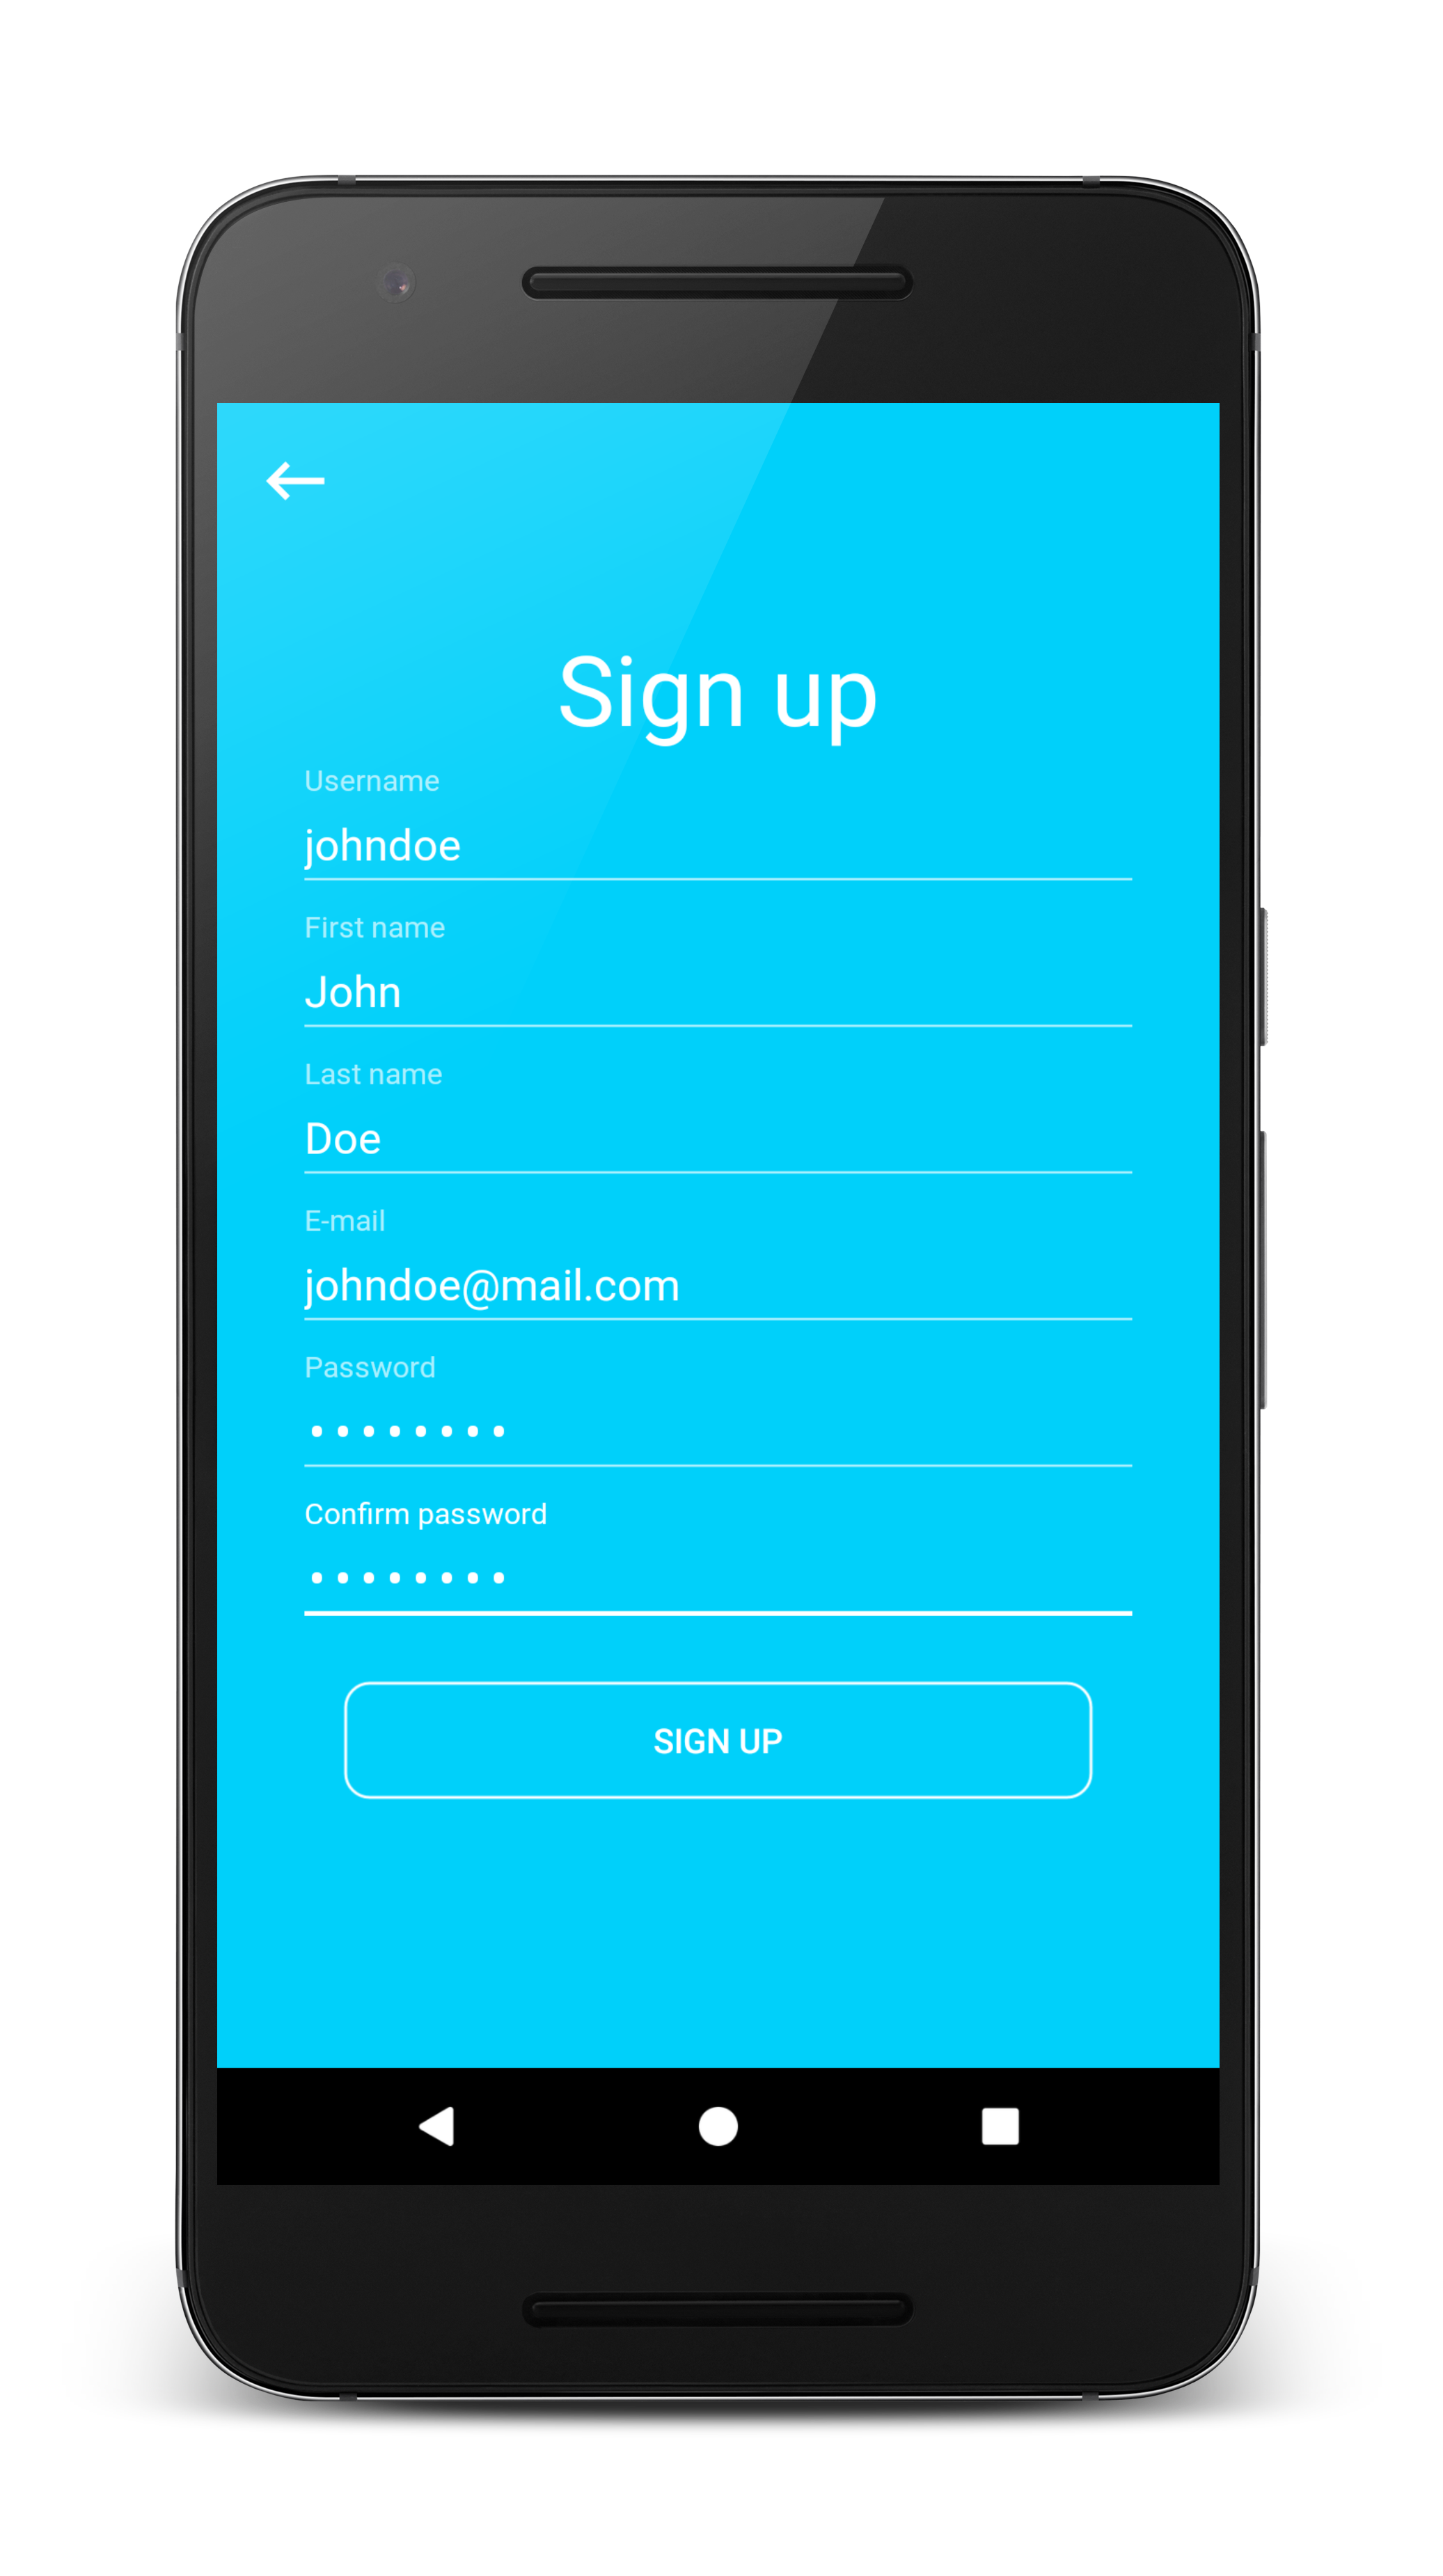 Sign up
Username
johndoe
First name
John
Last name
Doe
E-mail
johndoe@mail.com
Password
••••••••
Confirm password
••••••••
SIGN UP